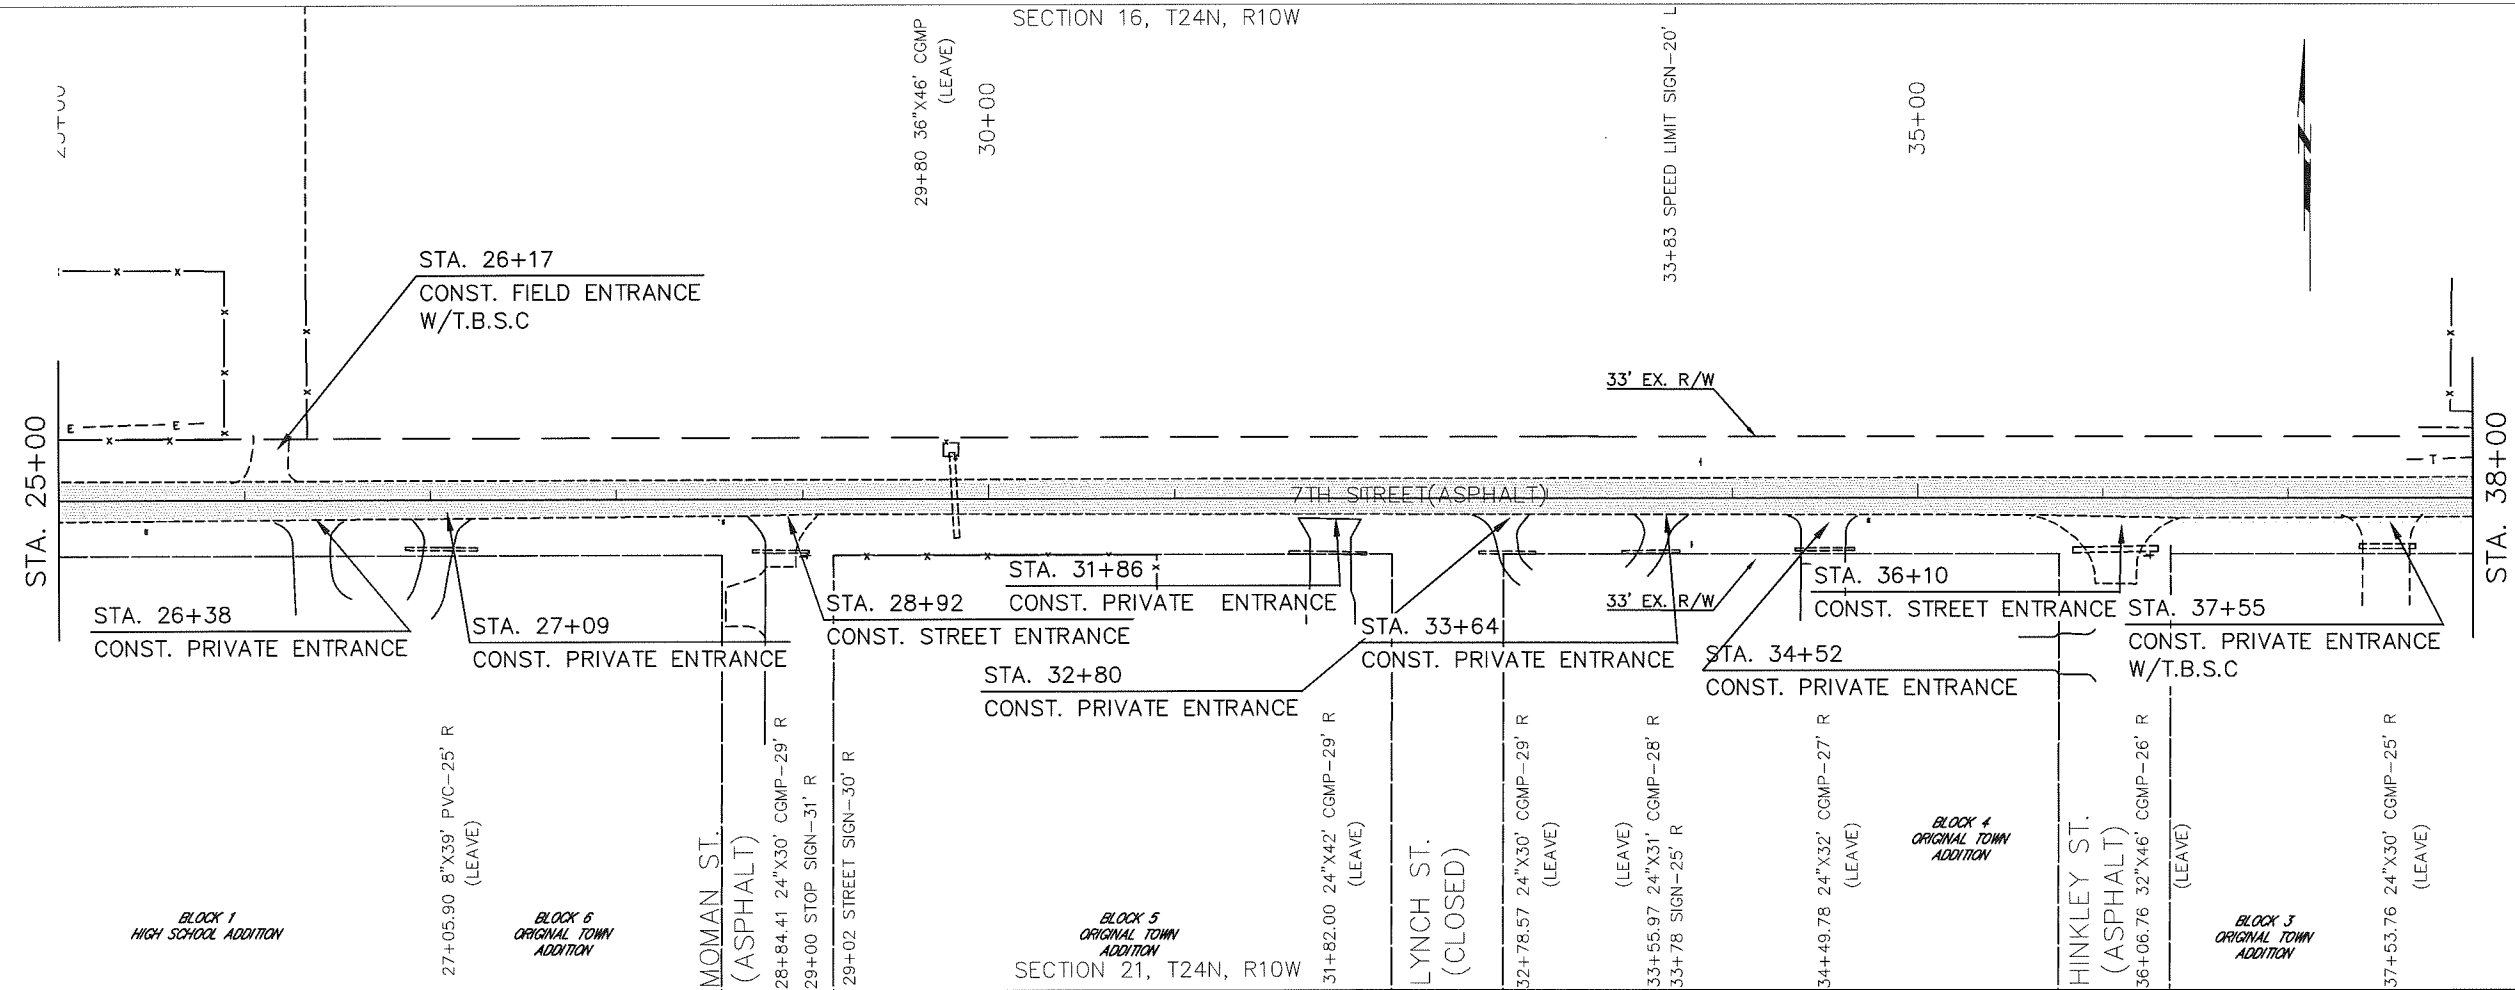 SECTION 16, T24N, R10W
29+80 36"X46' CGMP
(LEAVE)
30+00
33+83 SPEED LIMIT SIGN-20' L
35+00
STA. 26+17
CONST. FIELD ENTRANCE
W/T.B.S.C
33' EX. R/W
STA. 25+00
E
E
T
STA. 38+00
7TH STREET(ASPHALT)
STA. 26+38
CONST. PRIVATE ENTRANCE
STA. 27+09
CONST. PRIVATE ENTRANCE
STA. 28+92
CONST. STREET ENTRANCE
STA. 31+86
CONST. PRIVATE ENTRANCE
STA. 32+80
CONST. PRIVATE ENTRANCE
STA. 33+64
CONST. PRIVATE ENTRANCE
33' EX. R/W
STA. 34+52
CONST. PRIVATE ENTRANCE
STA. 36+10
CONST. STREET ENTRANCE
STA. 37+55
CONST. PRIVATE ENTRANCE
W/T.B.S.C
BLOCK 1
HIGH SCHOOL ADDITION
27+05.90 8"X39' PVC-25' R
(LEAVE)
BLOCK 6
ORIGINAL TOWN
ADDITION
MOMAN ST.
(ASPHALT)
28+84.41 24"X30' CGMP-29' R
29+00 STOP SIGN-31' R
29+02 STREET SIGN-30' R
BLOCK 5
ORIGINAL TOWN
ADDITION
SECTION 21, T24N, R10W
31+82.00 24"X42' CGMP-29' R
(LEAVE)
LYNCH ST.
(CLOSED)
32+78.57 24"X30' CGMP-29' R
(LEAVE)
(LEAVE)
33+55.97 24"X31' CGMP-28' R
33+78 SIGN-25' R
34+49.78 24"X32' CGMP-27' R
(LEAVE)
BLOCK 4
ORIGINAL TOWN
ADDITION
HINKLEY ST.
(ASPHALT)
36+06.76 32"X46' CGMP-26' R
(LEAVE)
BLOCK 3
ORIGINAL TOWN
ADDITION
37+53.76 24"X30' CGMP-25' R
(LEAVE)